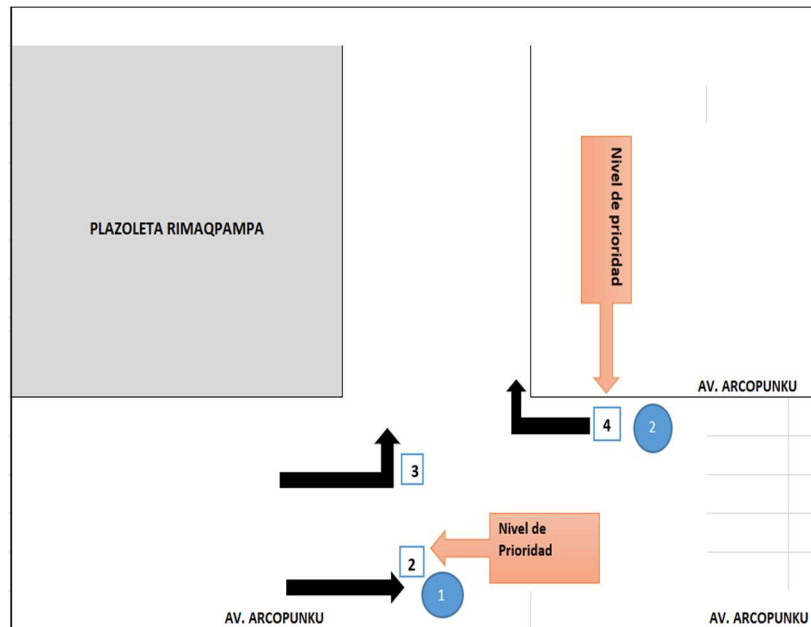 Nivel de prioridad
PLAZOLETA RIMAQPAMPA
AV. ARCOPUNKU
4
2
3
Nivel de
Prioridad
2
1
AV. ARCOPUNKU
AV. ARCOPUNKU